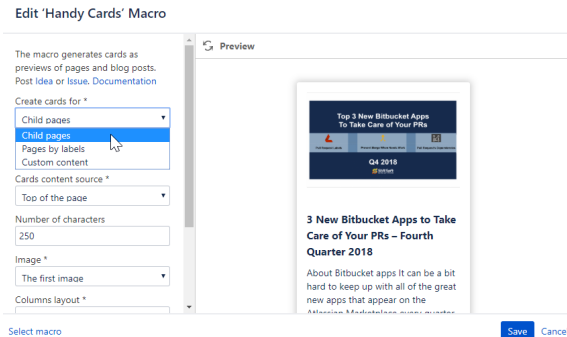 Edit 'Handy Cards' Macro
The macro generates cards as
previews of pages and blog posts.
Post Idea or Issue. Documentation
Create cards for *
Child pages
Child pages
Pages by labels
Custom content
Cards content source *
Top of the page
Number of characters
250
Image *
The first image
Columns layout *
Select macro
Preview
Top 3 New Bitbucket Apps
To Take Care of Your PRs
Q4 2018
3 New Bitbucket Apps to Take
Care of Your PRs – Fourth
Quarter 2018
About Bitbucket apps It can be a bit
hard to keep up with all of the great
new apps that appear on the
Atlassian Marketplace every quarter.
Save
Cance